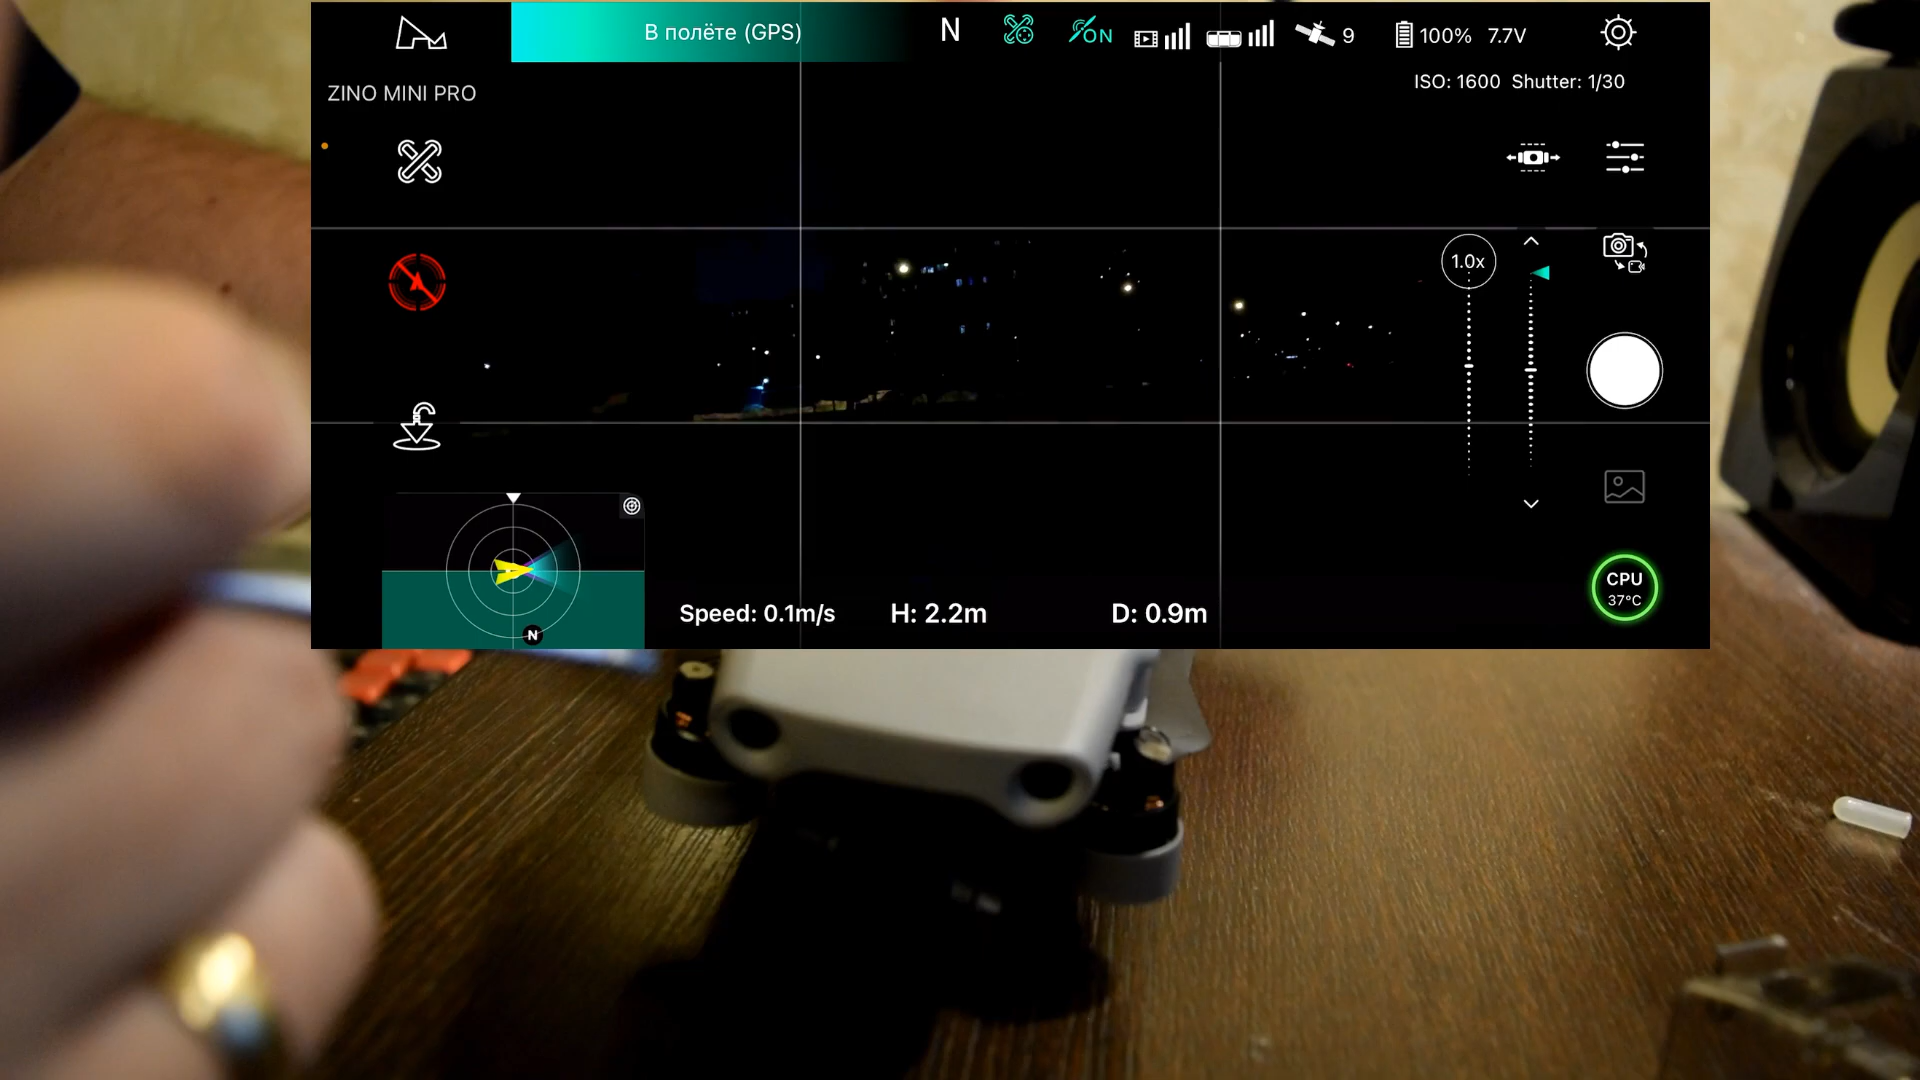 В полёте (GPS)
N
ON
9
100% 7.7V
ISO: 1600 Shutter: 1/30
ZINO MINI PRO
1.0x
CPU
37°C
Speed: 0.1m/s H: 2.2m D: 0.9m
N